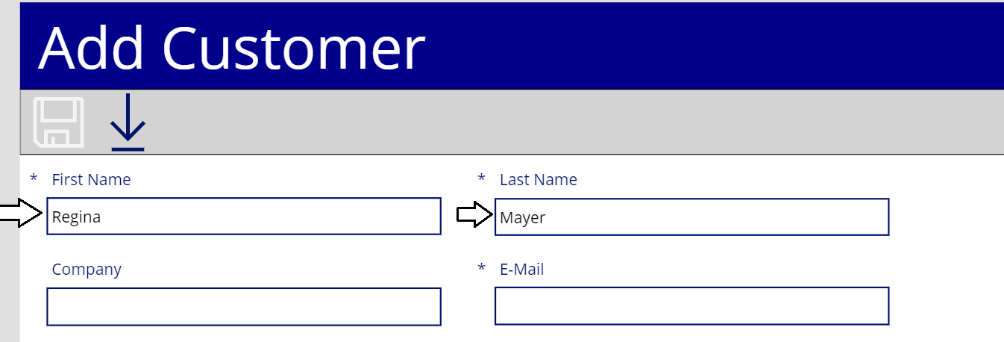 Add Customer
* First Name
* Last Name
Regina
Mayer
Company
* E-Mail